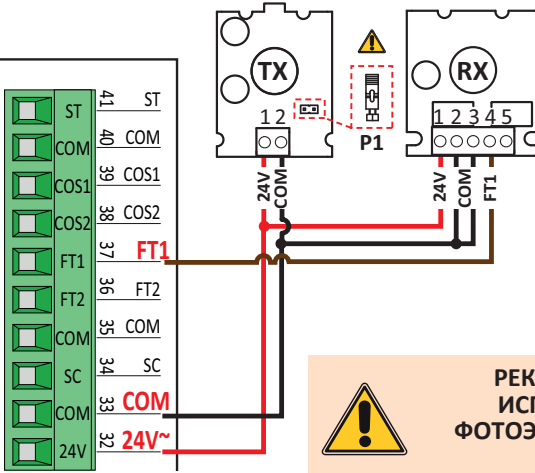 TX
RX
1 2
1 2 3 4 5
P1
24V
COM
24V
COM
FT1
ST 41 ST
COM 40 COM
COS1 39 COS1
COS2 38 COS2
FT1 37 FT1
FT2 36 FT2
COM 35 COM
SC 34 SC
COM 33 COM
24V 32 24V~
РЕК
ИСП
ФОТОЭ